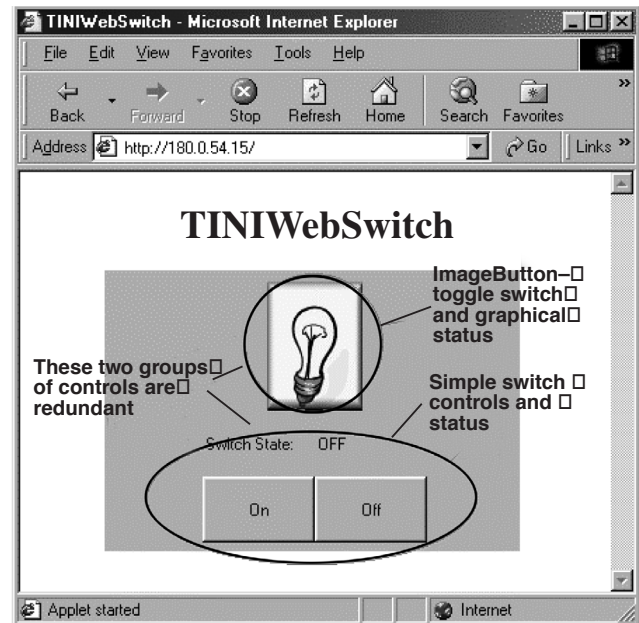 TINIWebSwitch - Microsoft Internet Explorer
File Edit View Favorites Tools Help
Back Forward Stop Refresh Home Search Favorites »
Address http://180.0.54.15/ Go Links »
TINIWebSwitch
ImageButton–□
toggle switch□
and graphical□
status
These two groups□
of controls are□
redundant
Simple switch □
controls and □
status
Switch State: OFF
On Off
Applet started Internet